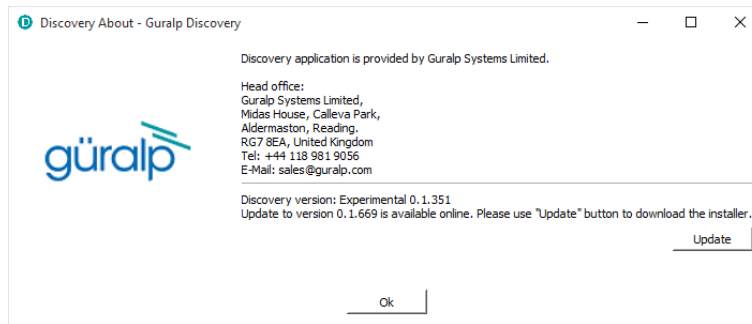 Discovery About - Guralp Discovery
Discovery application is provided by Guralp Systems Limited.
Head office:
Guralp Systems Limited,
Midas House, Calleva Park,
Aldermaston, Reading.
RG7 8EA, United Kingdom
Tel: +44 118 981 9056
E-Mail: sales@guralp.com
güralp
Discovery version: Experimental 0.1.351
Update to version 0.1.669 is available online. Please use "Update" button to download the installer.
Update
Ok